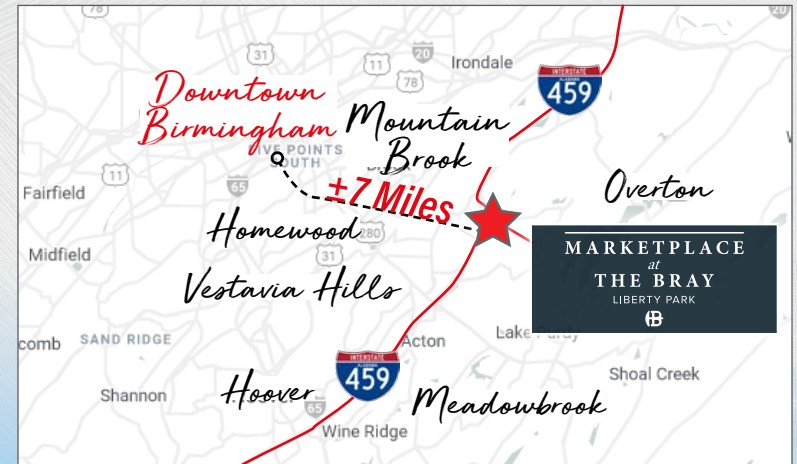 78
20
31
11
20
78
Irondale
INTERSTATE
459
Downtown
Birmingham
Mountain
Brook
FIVE POINTS
SOUTH
11
65
Fairfield
±7 Miles
Overton
Homewood
280
31
Midfield
MARKETPLACE
at
THE BRAY
LIBERTY PARK
Vestavia Hills
comb
SAND RIDGE
Acton
Lake Purdy
INTERSTATE
459
Shoal Creek
Shannon
Hoover
65
Meadowbrook
Wine Ridge